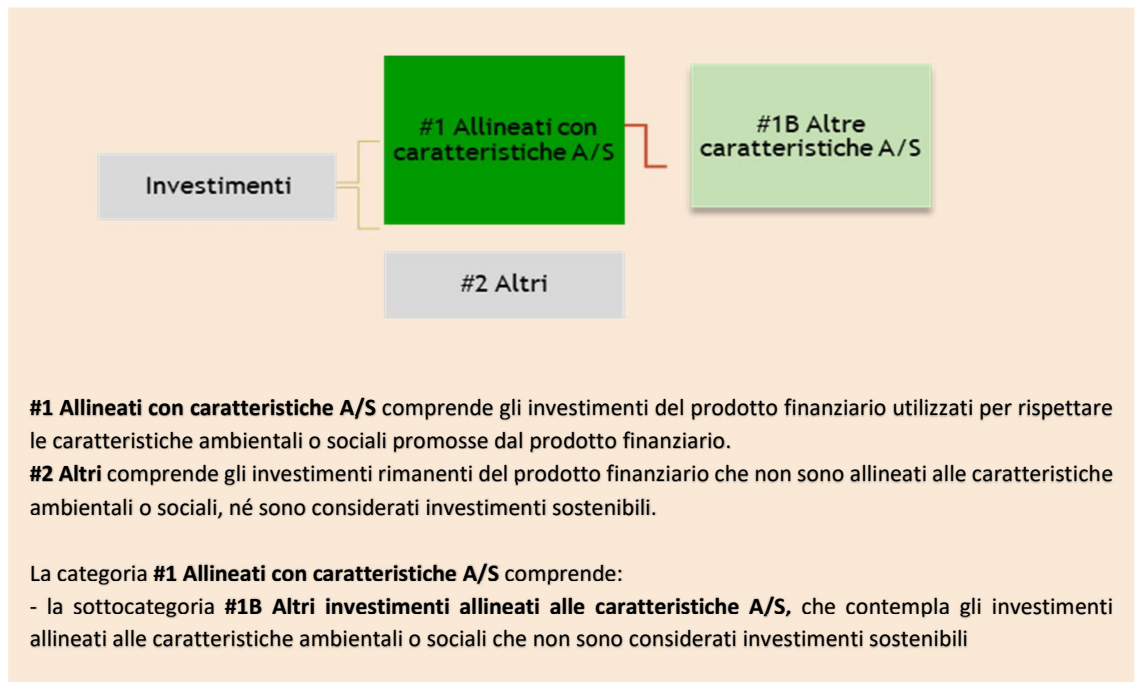 #1 Allineati con
caratteristiche A/S
#1B Altre
caratteristiche A/S
Investimenti
#2 Altri
#1 Allineati con caratteristiche A/S comprende gli investimenti del prodotto finanziario utilizzati per rispettare
le caratteristiche ambientali o sociali promosse dal prodotto finanziario.
#2 Altri comprende gli investimenti rimanenti del prodotto finanziario che non sono allineati alle caratteristiche
ambientali o sociali, né sono considerati investimenti sostenibili.
La categoria #1 Allineati con caratteristiche A/S comprende:
- la sottocategoria #1B Altri investimenti allineati alle caratteristiche A/S, che contempla gli investimenti
allineati alle caratteristiche ambientali o sociali che non sono considerati investimenti sostenibili